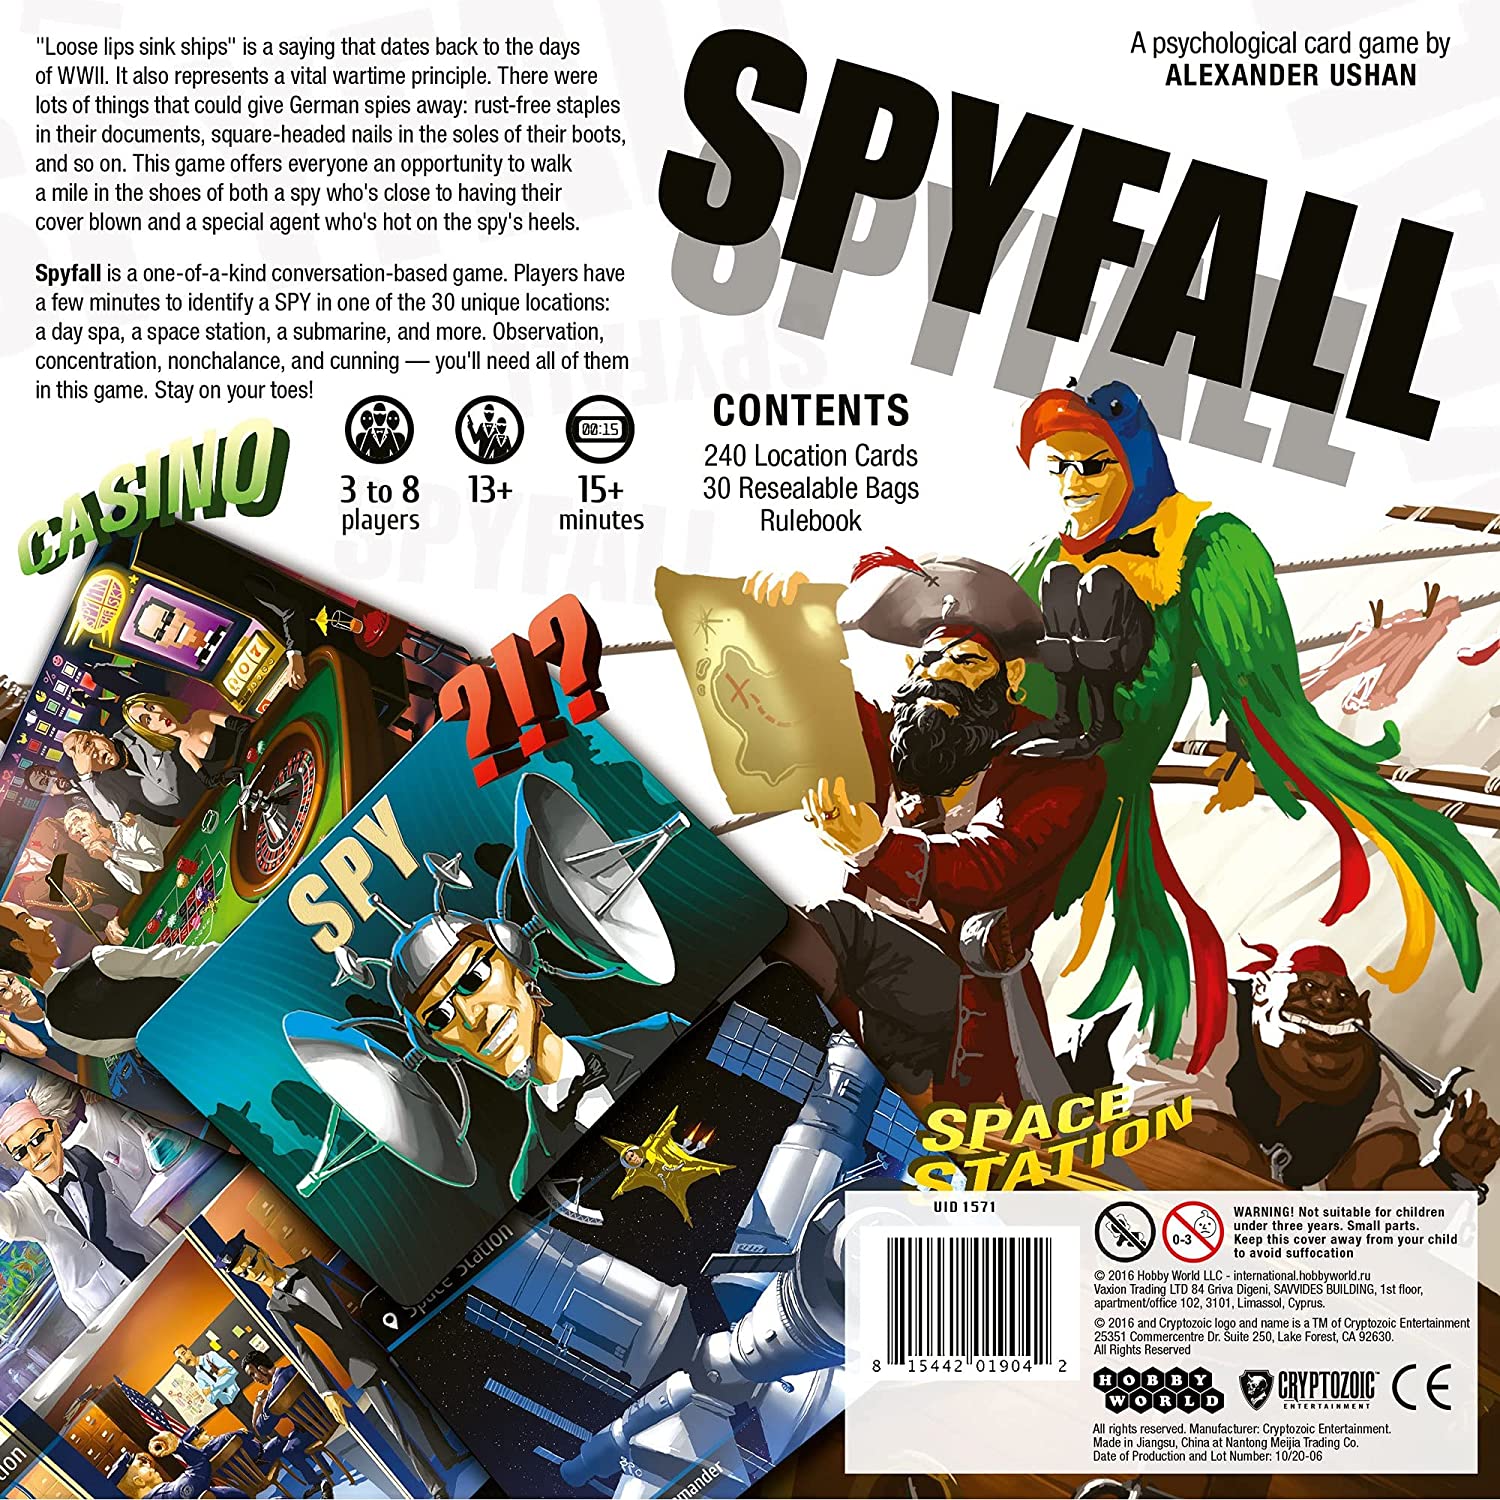 "Loose lips sink ships" is a saying that dates back to the days
of WWII. It also represents a vital wartime principle. There were
lots of things that could give German spies away: rust-free staples
in their documents, square-headed nails in the soles of their boots,
and so on. This game offers everyone an opportunity to walk
a mile in the shoes of both a spy who's close to having their
cover blown and a special agent who's hot on the spy's heels.
Spyfall is a one-of-a-kind conversation-based game. Players have
a few minutes to identify a SPY in one of the 30 unique locations:
a day spa, a space station, a submarine, and more. Observation,
concentration, nonchalance, and cunning — you'll need all of them
in this game. Stay on your toes!
A psychological card game by
ALEXANDER USHAN
SPYFALL
SPYFALL
SPYFALL
SPYFALL
00:15
3 to 8
players
13+
15+
minutes
CONTENTS
240 Location Cards
30 Resealable Bags
Rulebook
CASINO
?!?
SPY
SPACE
STATION
Space Station
UID 1571
8 15442 01904 2
0-3
WARNING! Not suitable for children
under three years. Small parts.
Keep this cover away from your child
to avoid suffocation
© 2016 Hobby World LLC - international.hobbyworld.ru
Vaxion Trading LTD 84 Griva Digeni, SAVVIDES BUILDING, 1st floor,
apartment/office 102, 3101, Limassol, Cyprus.
© 2016 and Cryptozoic logo and name is a TM of Cryptozoic Entertainment
25351 Commercentre Dr. Suite 250, Lake Forest, CA 92630.
All Rights Reserved
HOBBY
WORLD
CRYPTOZOIC™
ENTERTAINMENT
CE
All rights reserved. Manufacturer: Cryptozoic Entertainment.
Made in Jiangsu, China at Nantong Meijia Trading Co.
Date of Production and Lot Number: 10/20-06